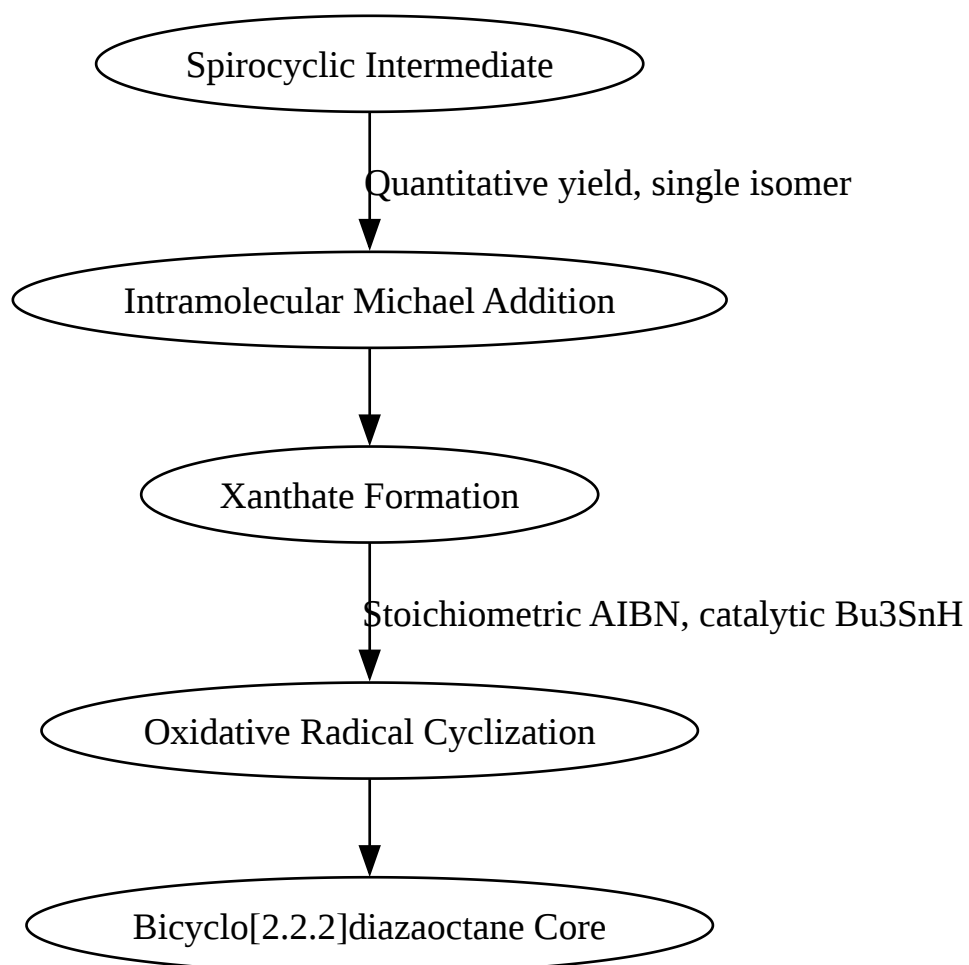 Spirocyclic Intermediate
Quantitative yield, single isomer
Intramolecular Michael Addition
Xanthate Formation
Stoichiometric AIBN, catalytic Bu3SnH
Oxidative Radical Cyclization
Bicyclo[2.2.2]diazaoctane Core